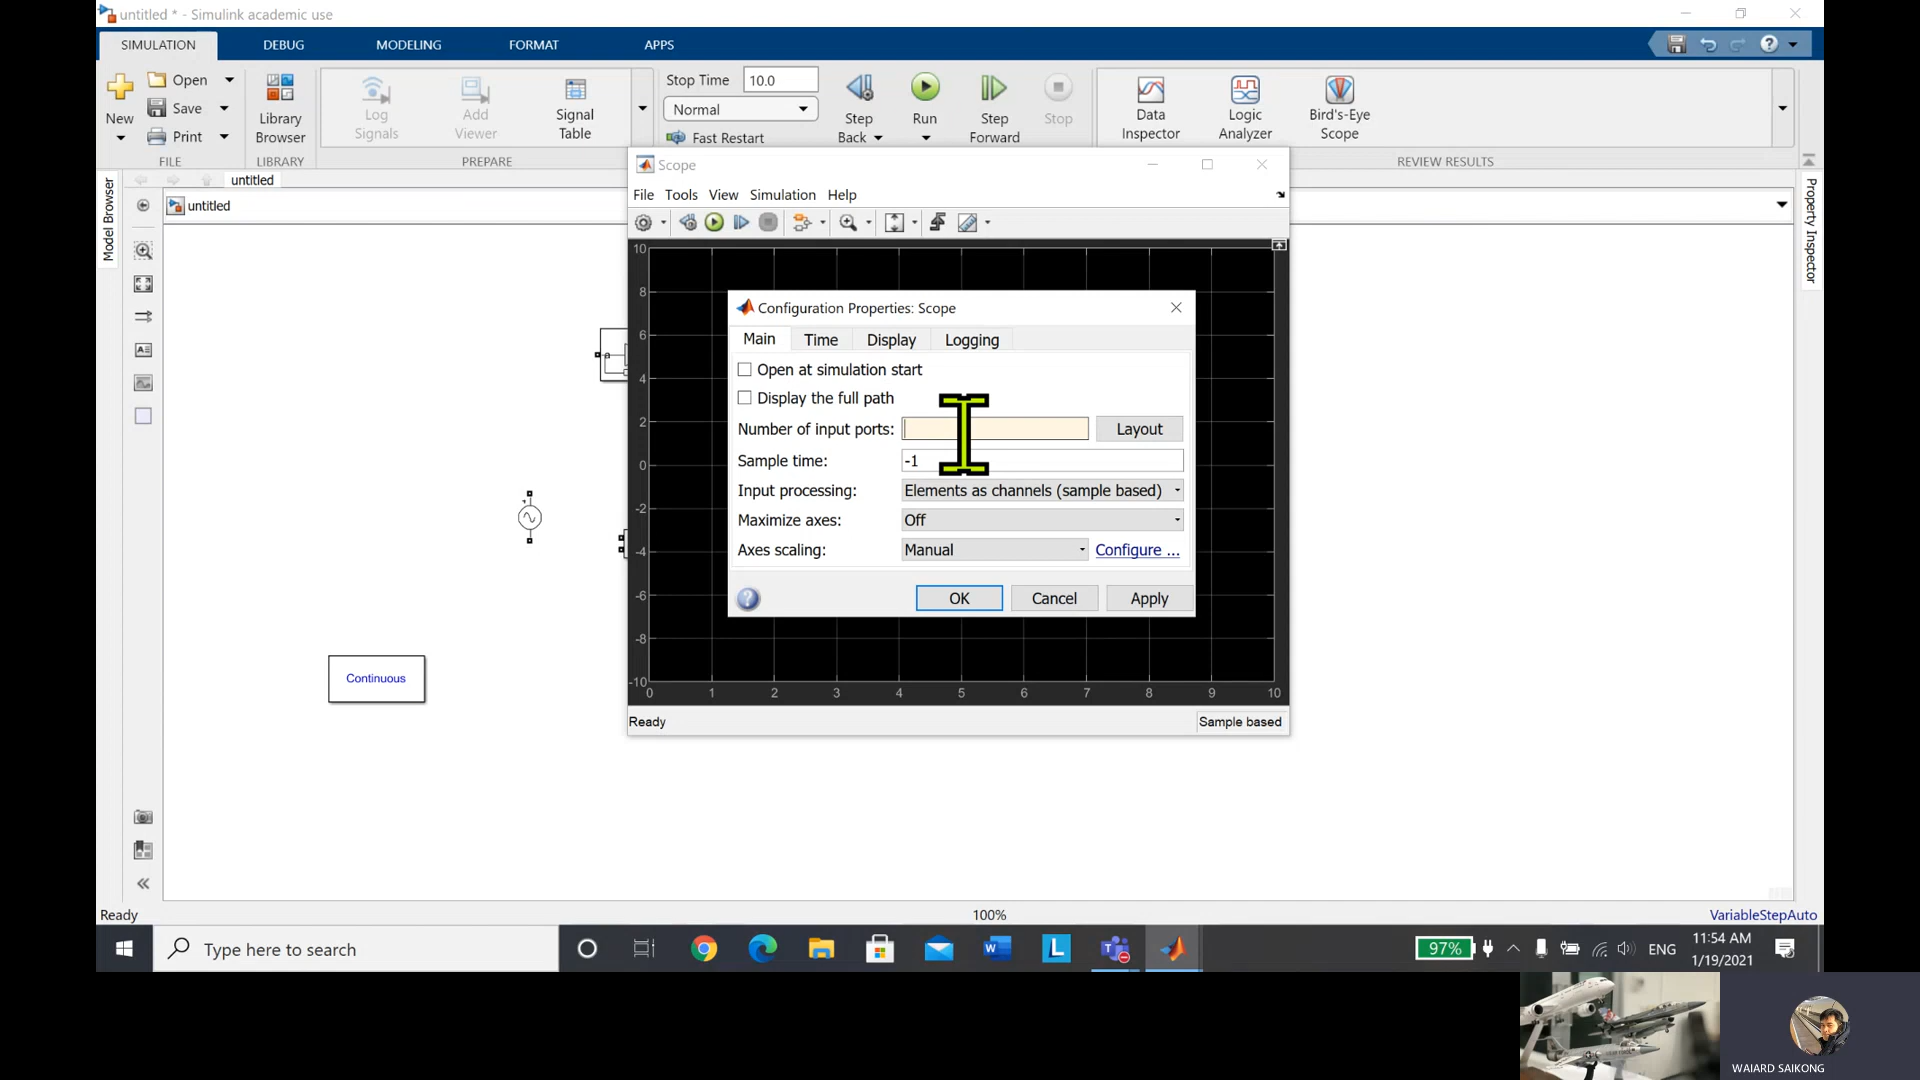 untitled * - Simulink academic use
SIMULATION
DEBUG
MODELING
FORMAT
APPS
New
Open
Save
Print
FILE
Library
Browser
LIBRARY
Log
Signals
Add
Viewer
Signal
Table
PREPARE
Stop Time
10.0
Normal
Fast Restart
Step
Back
Run
Step
Forward
Stop
Data
Inspector
Logic
Analyzer
Bird's-Eye
Scope
REVIEW RESULTS
Model Browser
untitled
untitled
Property Inspector
Scope
File
Tools
View
Simulation
Help
10
8
6
4
2
0
-2
-4
-6
-8
-10
0
1
2
3
4
5
6
7
8
9
10
Configuration Properties: Scope
Main
Time
Display
Logging
Open at simulation start
Display the full path
Number of input ports:
Layout
Sample time:
-1
Input processing:
Elements as channels (sample based)
Maximize axes:
Off
Axes scaling:
Manual
Configure ...
OK
Cancel
Apply
Ready
Sample based
a
Continuous
Ready
100%
VariableStepAuto
Type here to search
97%
ENG
11:54 AM
1/19/2021
WAIARD SAIKONG